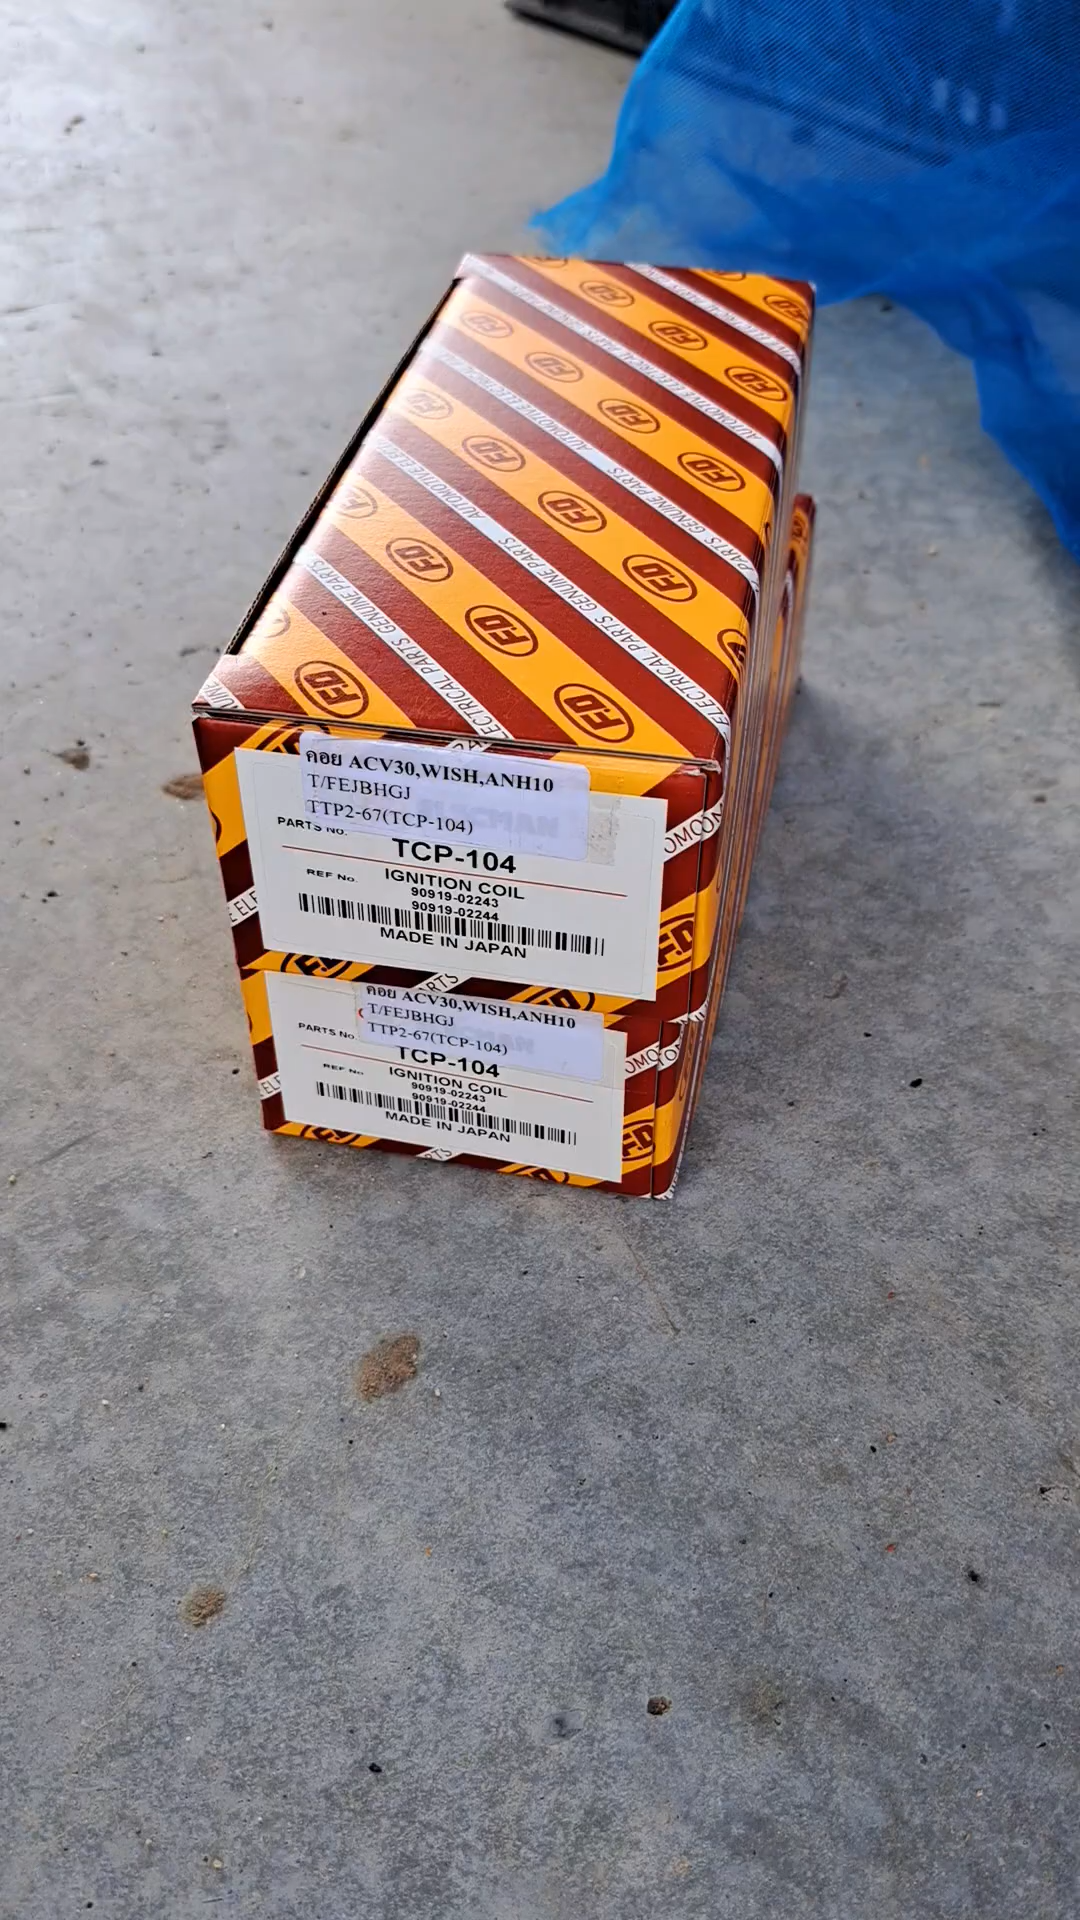 F.D
AUTOMOTIVE ELECTRICAL PARTS GENUINE PARTS
คอย ACV30,WISH,ANH10
T/FEJBHGJ
TTP2-67(TCP-104)
PARTS No.
TCP-104
REF No.
IGNITION COIL
90919-02243
90919-02244
MADE IN JAPAN
คอย ACV30,WISH,ANH10
T/FEJBHGJ
TTP2-67(TCP-104)
PARTS No.
TCP-104
REF No.
IGNITION COIL
90919-02243
90919-02244
MADE IN JAPAN